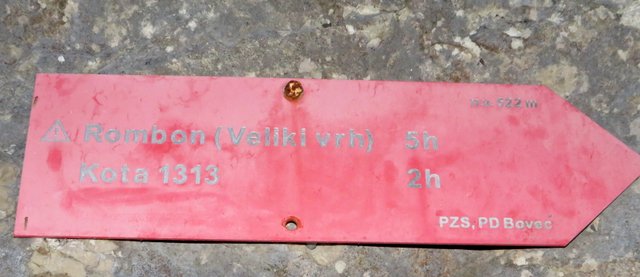 n.v. 522 m
Rombon (Veliki vrh) 5h
Kota 1313 2h
PZS, PD Bovec